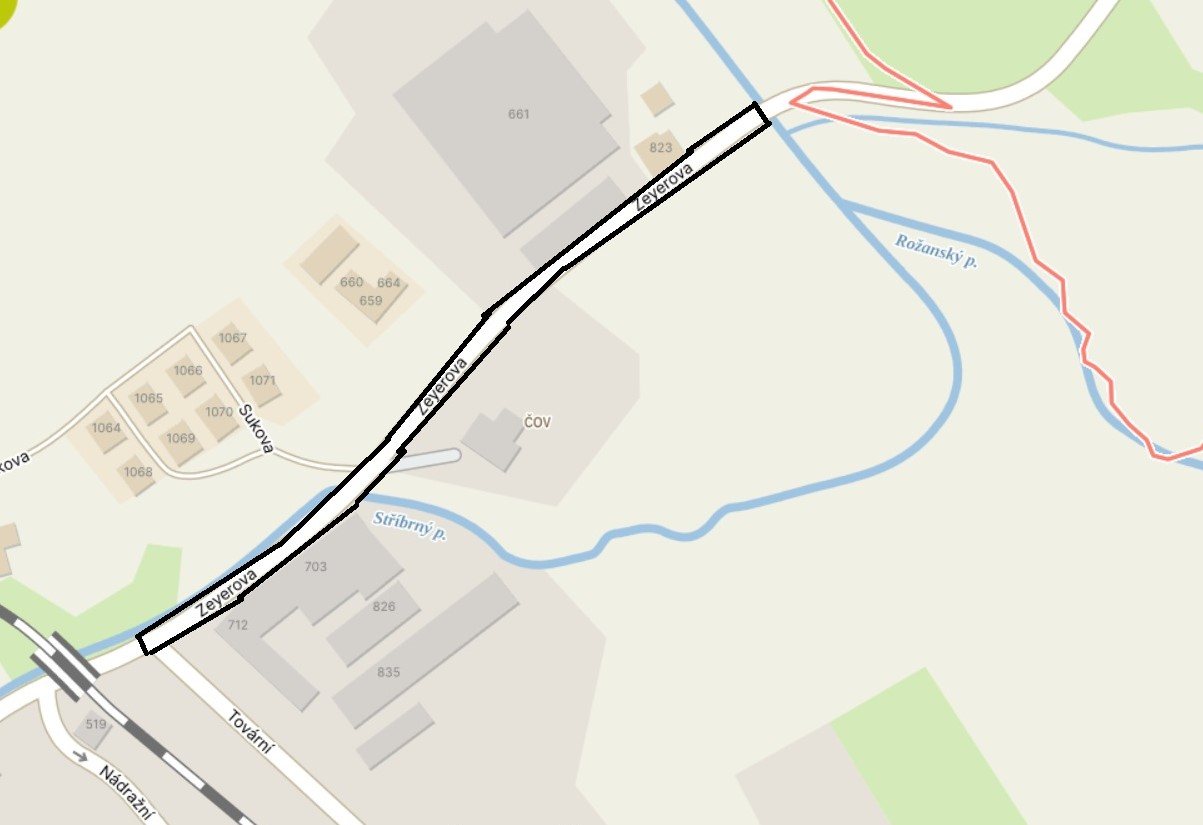 661
823
Zeyerova
Rožanský p.
660
664
659
1067
1066
1071
1065
Zeyerova
1070
1064
Sukova
ČOV
1069
kova
1068
Stříbrný p.
703
Zeyerova
826
712
835
519
Tovární
Nádražní